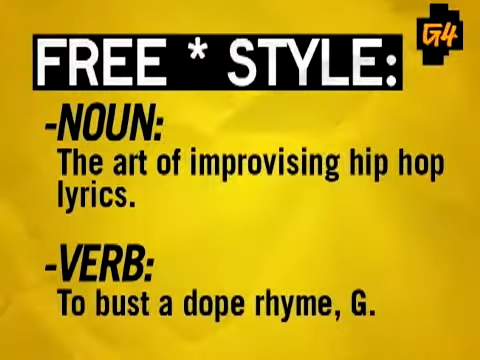 G4
FREE * STYLE:
-NOUN:
The art of improvising hip hop
lyrics.
-VERB:
To bust a dope rhyme, G.